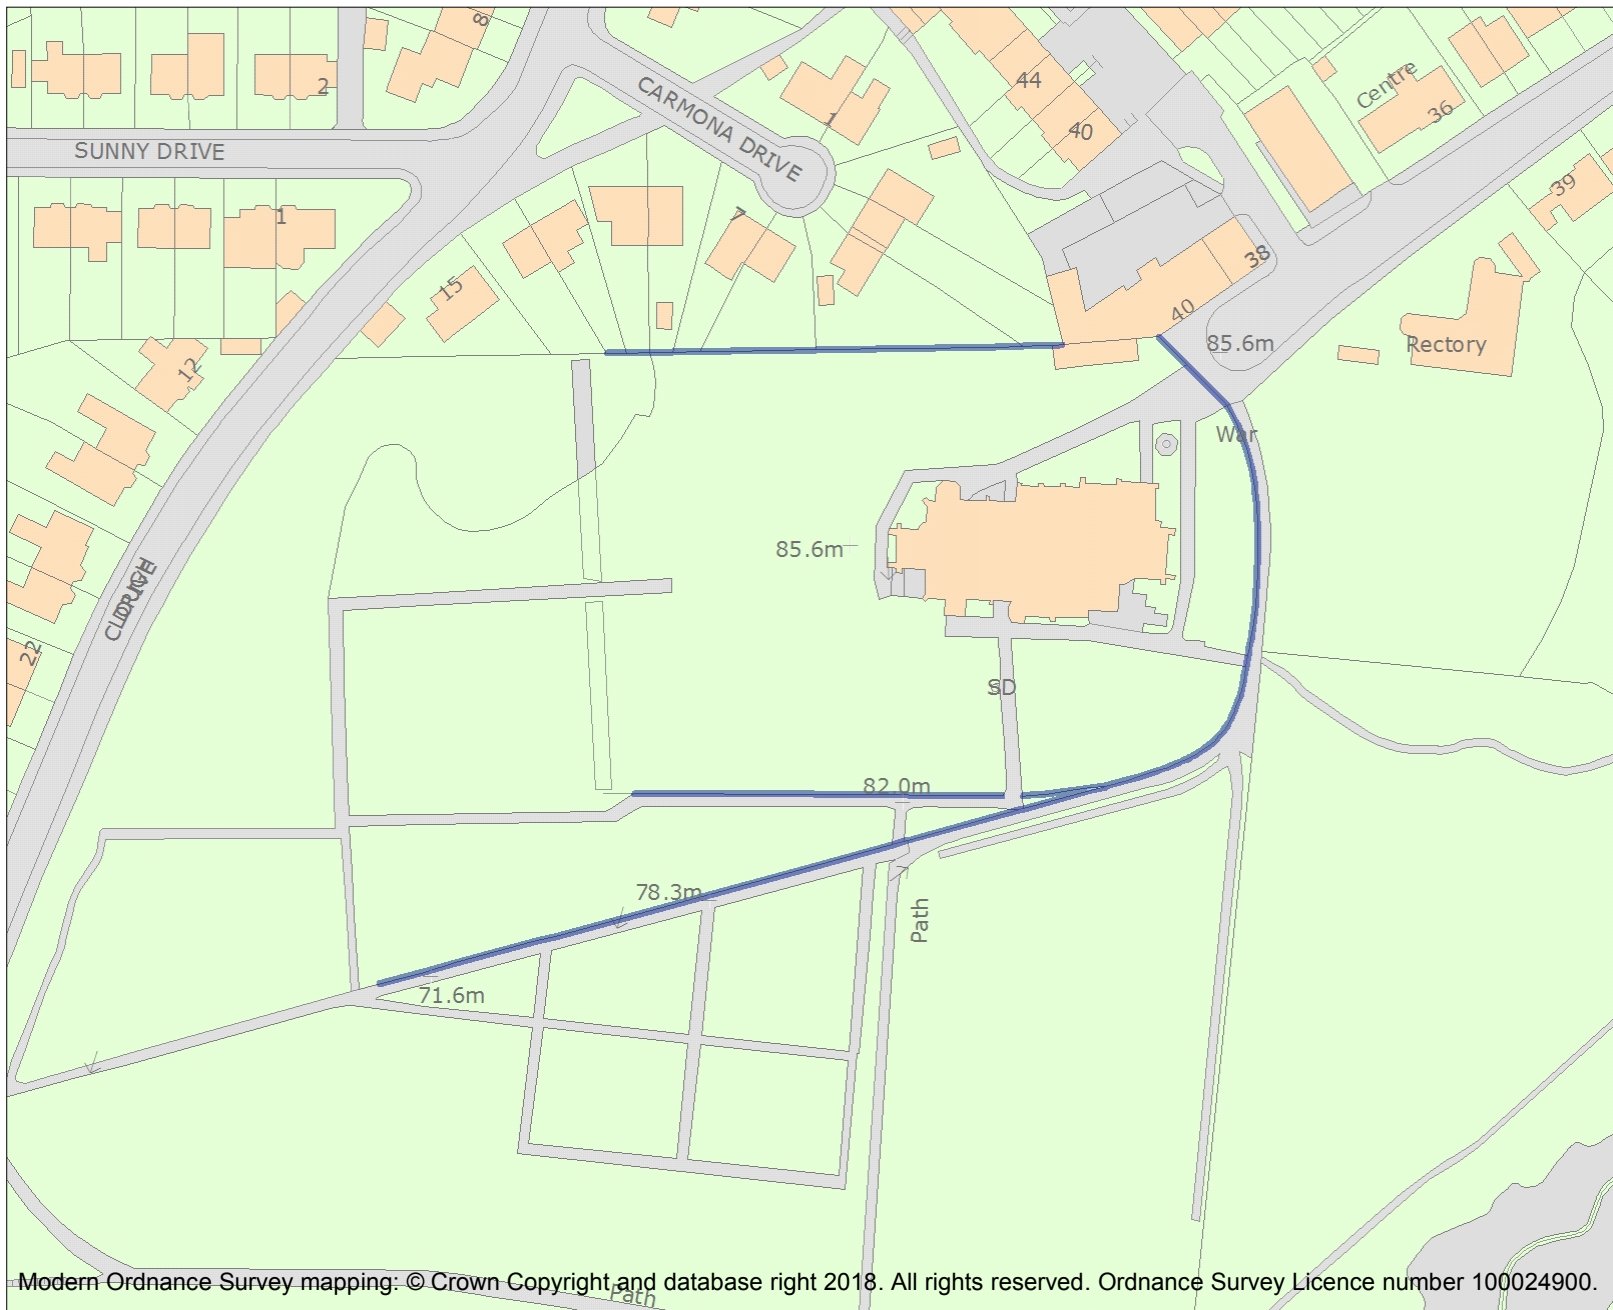 8
2
44
Centre
36
CARMONA DRIVE
1
40
SUNNY DRIVE
39
1
7
38
15
40
85.6m
Rectory
12
War
85.6m
CLOUGH
DRIVE
22
SD
82.0m
78.3m
Path
71.6m
Modern Ordnance Survey mapping: © Crown Copyright and database right 2018. All rights reserved. Ordnance Survey Licence number 100024900.
Path